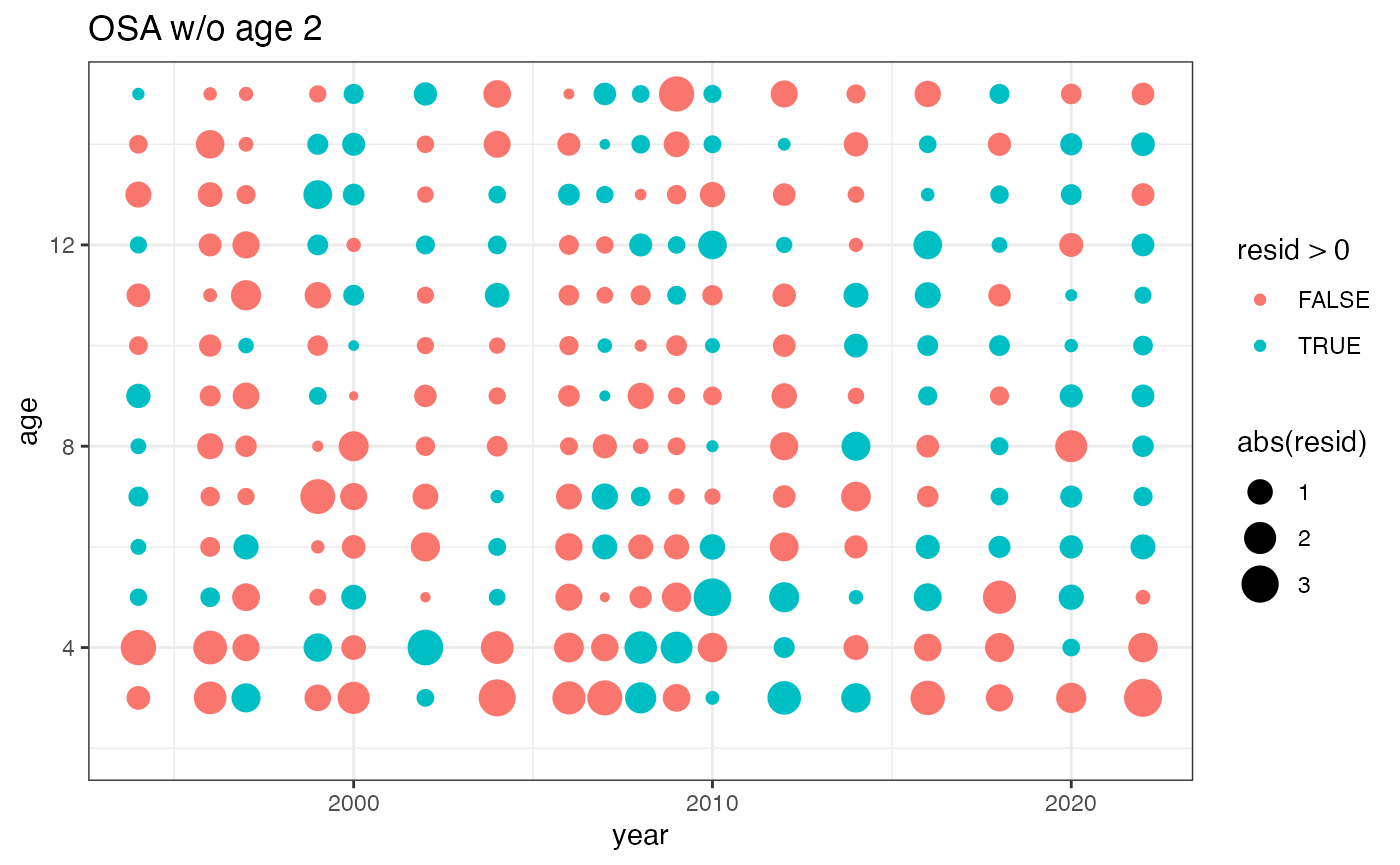 OSA w/o age 2
12
8
4
age
2000
2010
2020
year
resid > 0
FALSE
TRUE
abs(resid)
1
2
3